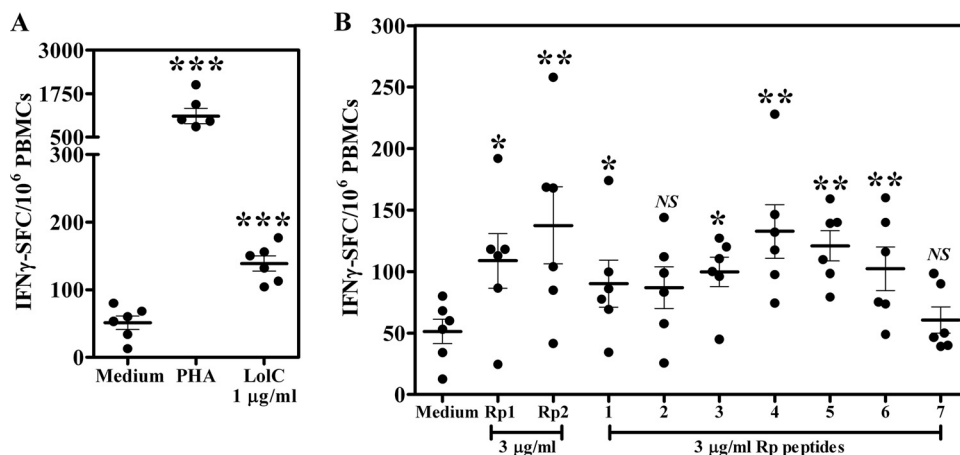 A
IFNγ-SFC/10⁶ PBMCs
3000
1750
500
200
100
0
***
***
Medium PHA LolC
1 µg/ml
B
IFNγ-SFC/10⁶ PBMCs
300
250
200
150
100
50
0
*
**
*
NS
*
**
**
**
NS
Medium Rp1 Rp2 1 2 3 4 5 6 7
3 µg/ml 3 µg/ml Rp peptides